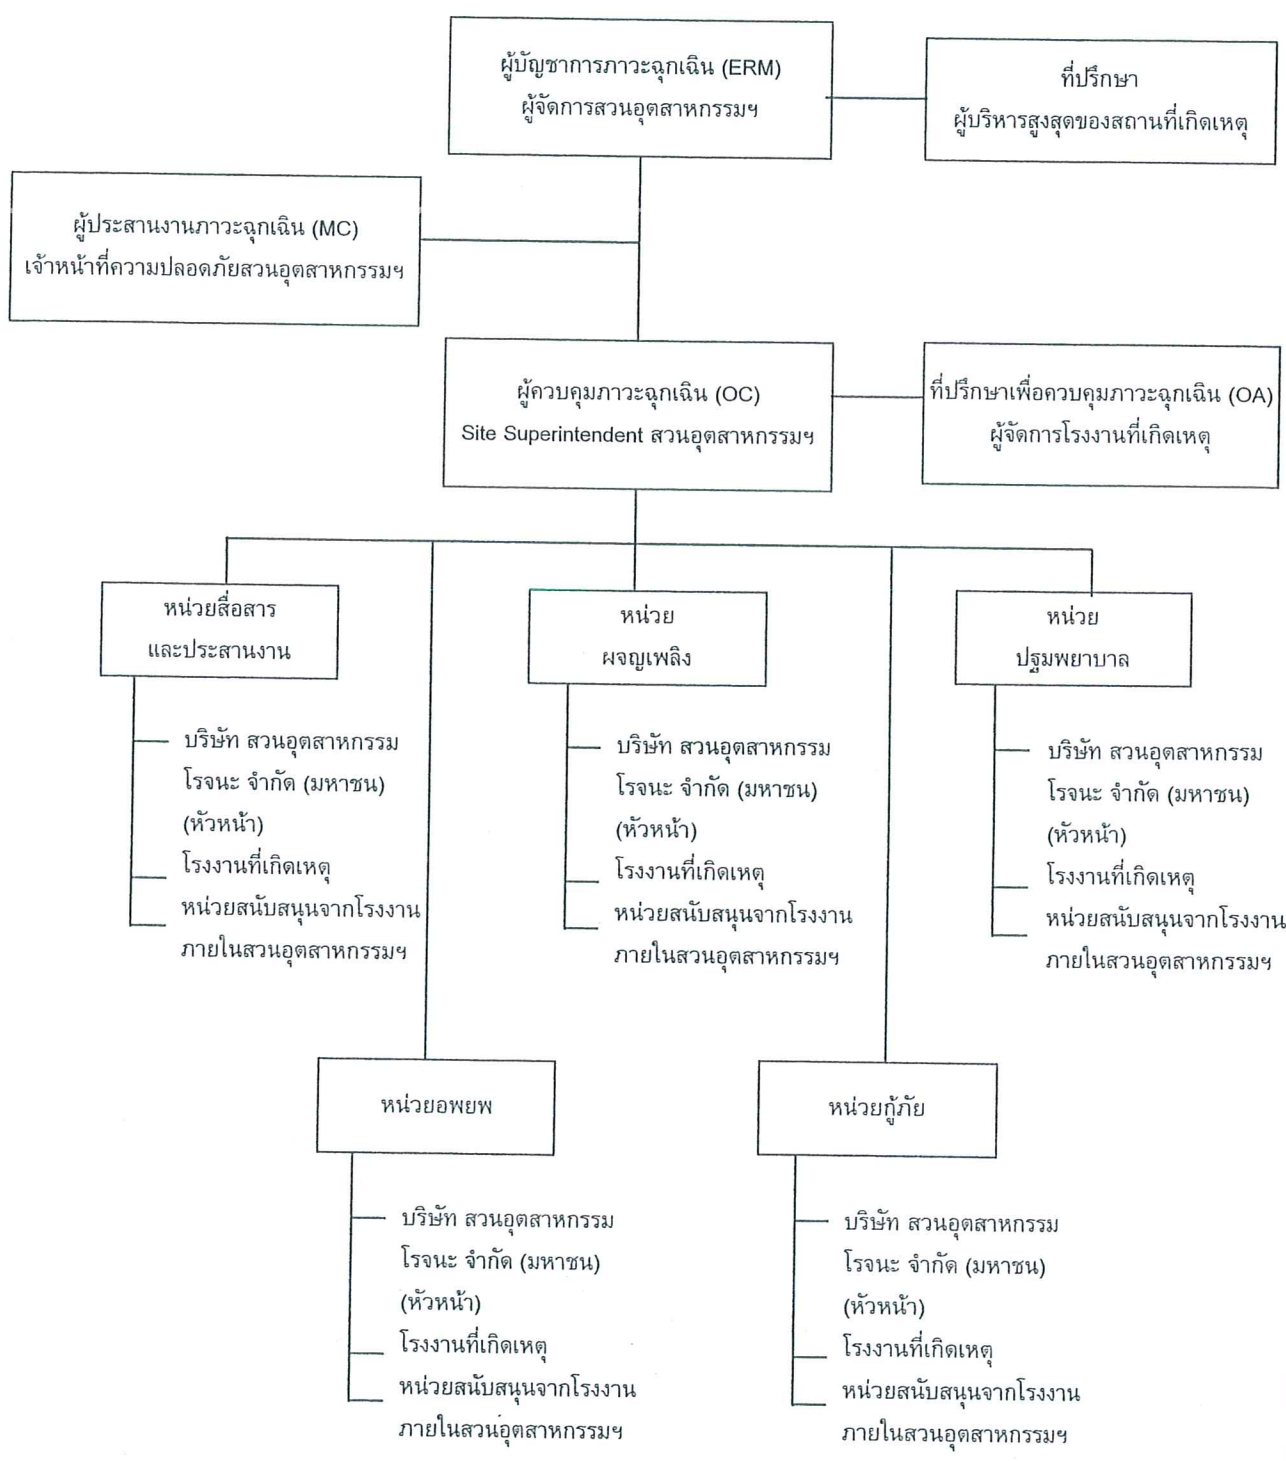 ผู้บัญชาการภาวะฉุกเฉิน (ERM)
ผู้จัดการสวนอุตสาหกรรมฯ
ที่ปรึกษา
ผู้บริหารสูงสุดของสถานที่เกิดเหตุ
ผู้ประสานงานภาวะฉุกเฉิน (MC)
เจ้าหน้าที่ความปลอดภัยสวนอุตสาหกรรมฯ
ผู้ควบคุมภาวะฉุกเฉิน (OC)
Site Superintendent สวนอุตสาหกรรมฯ
ที่ปรึกษาเพื่อควบคุมภาวะฉุกเฉิน (OA)
ผู้จัดการโรงงานที่เกิดเหตุ
หน่วยสื่อสาร
และประสานงาน
บริษัท สวนอุตสาหกรรม
โรจนะ จำกัด (มหาชน)
(หัวหน้า)
โรงงานที่เกิดเหตุ
หน่วยสนับสนุนจากโรงงาน
ภายในสวนอุตสาหกรรมฯ
หน่วย
ผจญเพลิง
บริษัท สวนอุตสาหกรรม
โรจนะ จำกัด (มหาชน)
(หัวหน้า)
โรงงานที่เกิดเหตุ
หน่วยสนับสนุนจากโรงงาน
ภายในสวนอุตสาหกรรมฯ
หน่วย
ปฐมพยาบาล
บริษัท สวนอุตสาหกรรม
โรจนะ จำกัด (มหาชน)
(หัวหน้า)
โรงงานที่เกิดเหตุ
หน่วยสนับสนุนจากโรงงาน
ภายในสวนอุตสาหกรรมฯ
หน่วยอพยพ
บริษัท สวนอุตสาหกรรม
โรจนะ จำกัด (มหาชน)
(หัวหน้า)
โรงงานที่เกิดเหตุ
หน่วยสนับสนุนจากโรงงาน
ภายในสวนอุตสาหกรรมฯ
หน่วยกู้ภัย
บริษัท สวนอุตสาหกรรม
โรจนะ จำกัด (มหาชน)
(หัวหน้า)
โรงงานที่เกิดเหตุ
หน่วยสนับสนุนจากโรงงาน
ภายในสวนอุตสาหกรรมฯ